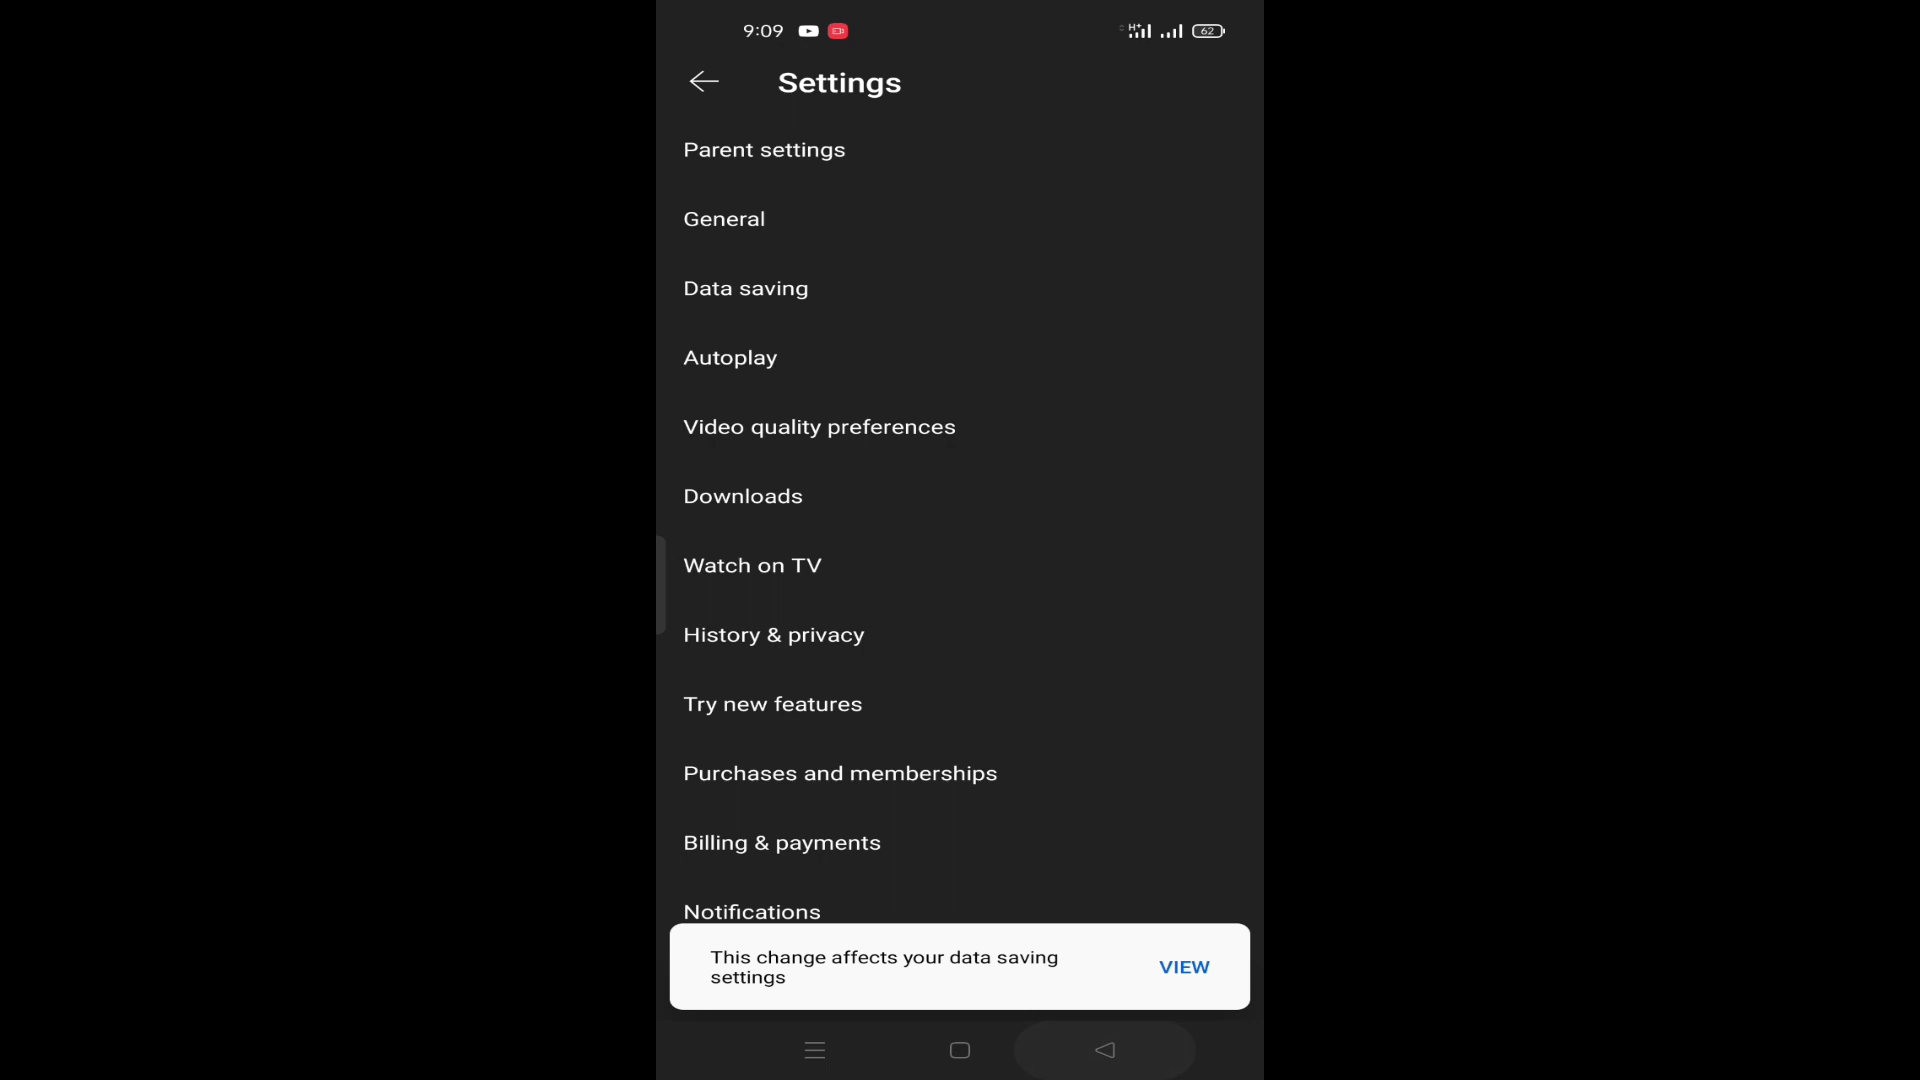 9:09
H+
62
Settings
Parent settings
General
Data saving
Autoplay
Video quality preferences
Downloads
Watch on TV
History & privacy
Try new features
Purchases and memberships
Billing & payments
Notifications
This change affects your data saving
settings
VIEW